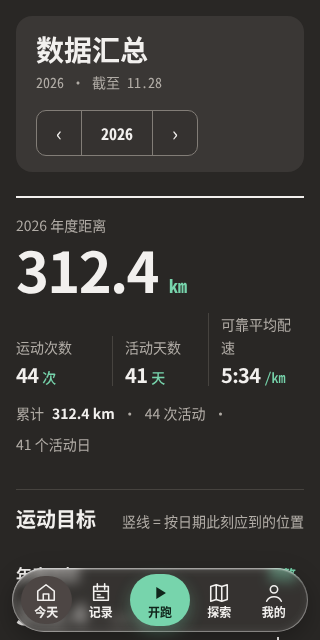 数据汇总
2026 • 截至 11.28
‹ 2026 ›
2026 年度距离
312.4 km
运动次数
44 次
活动天数
41 天
可靠平均配
速
5:34 /km
累计 312.4 km • 44 次活动 •
41 个活动日
运动目标
竖线 = 按日期此刻应到的位置
今天
记录
开跑
探索
我的